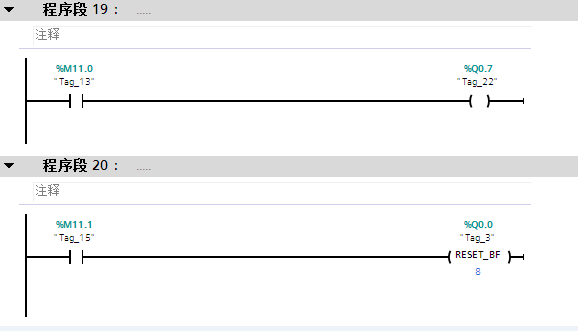 程序段 19： .....
注释
%M11.0 %Q0.7
"Tag_13" "Tag_22"
程序段 20： .....
注释
%M11.1 %Q0.0
"Tag_15" "Tag_3"
RESET_BF
8